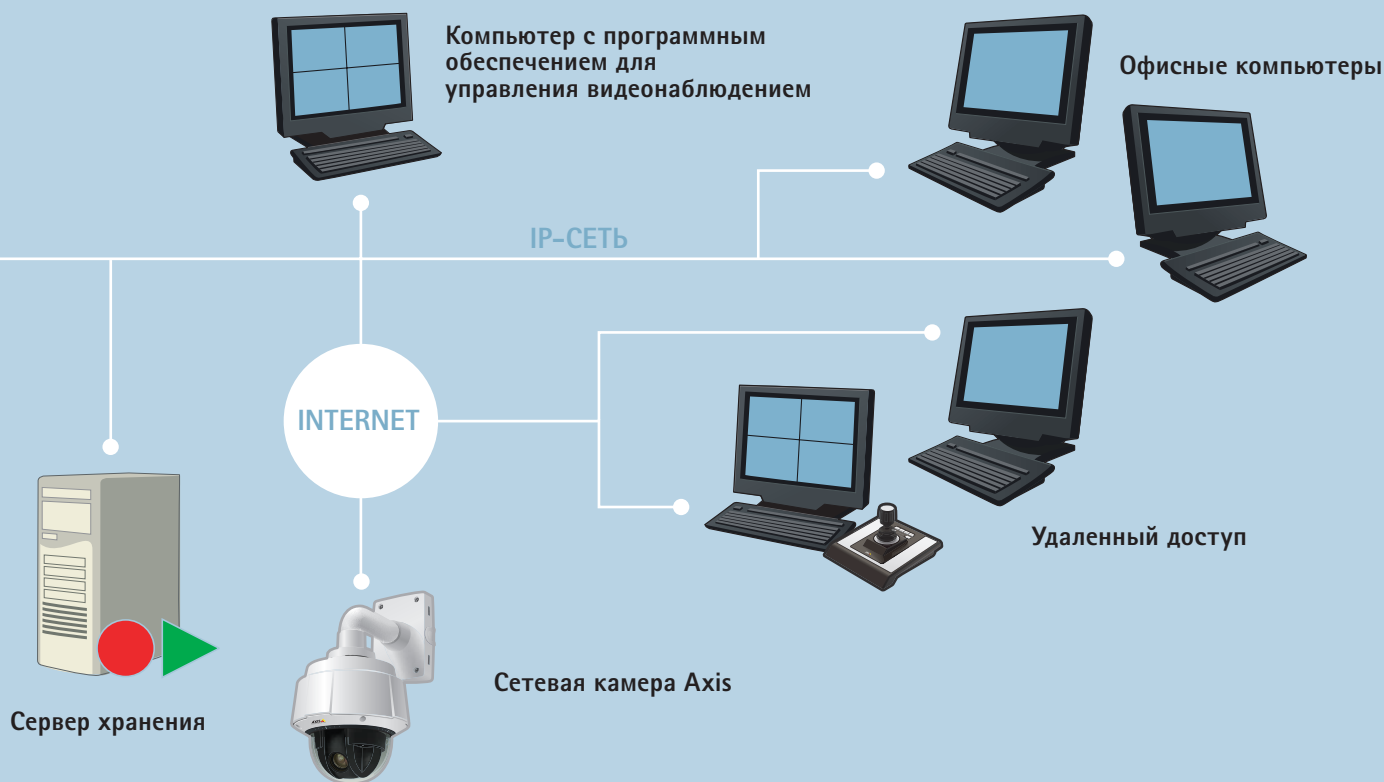 Компьютер с программным
обеспечением для
управления видеонаблюдением
Офисные компьютеры
IP-СЕТЬ
INTERNET
Удаленный доступ
Сетевая камера Axis
Сервер хранения